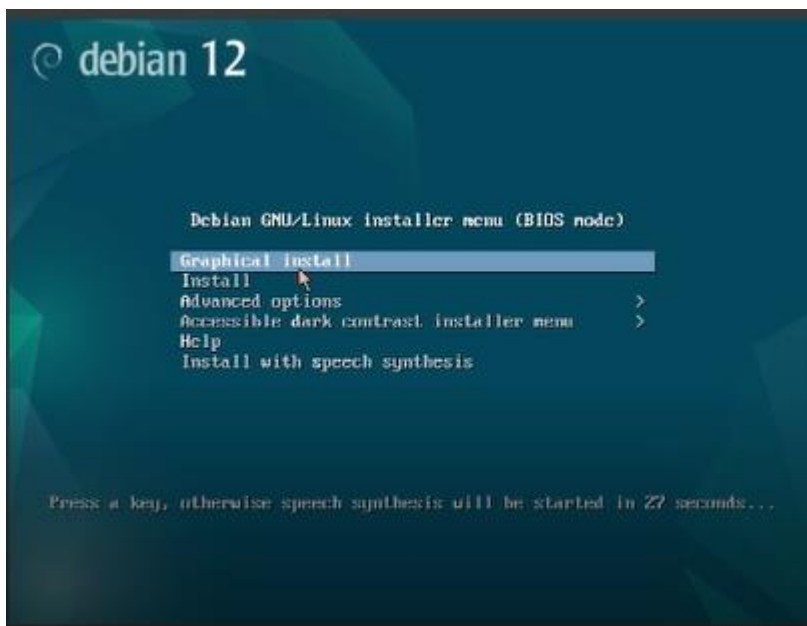 debian 12
Debian GNU/Linux installer menu (BIOS mode)
Graphical install
Install
Advanced options >
Accessible dark contrast installer menu >
Help
Install with speech synthesis
Press a key, otherwise speech synthesis will be started in 27 seconds...